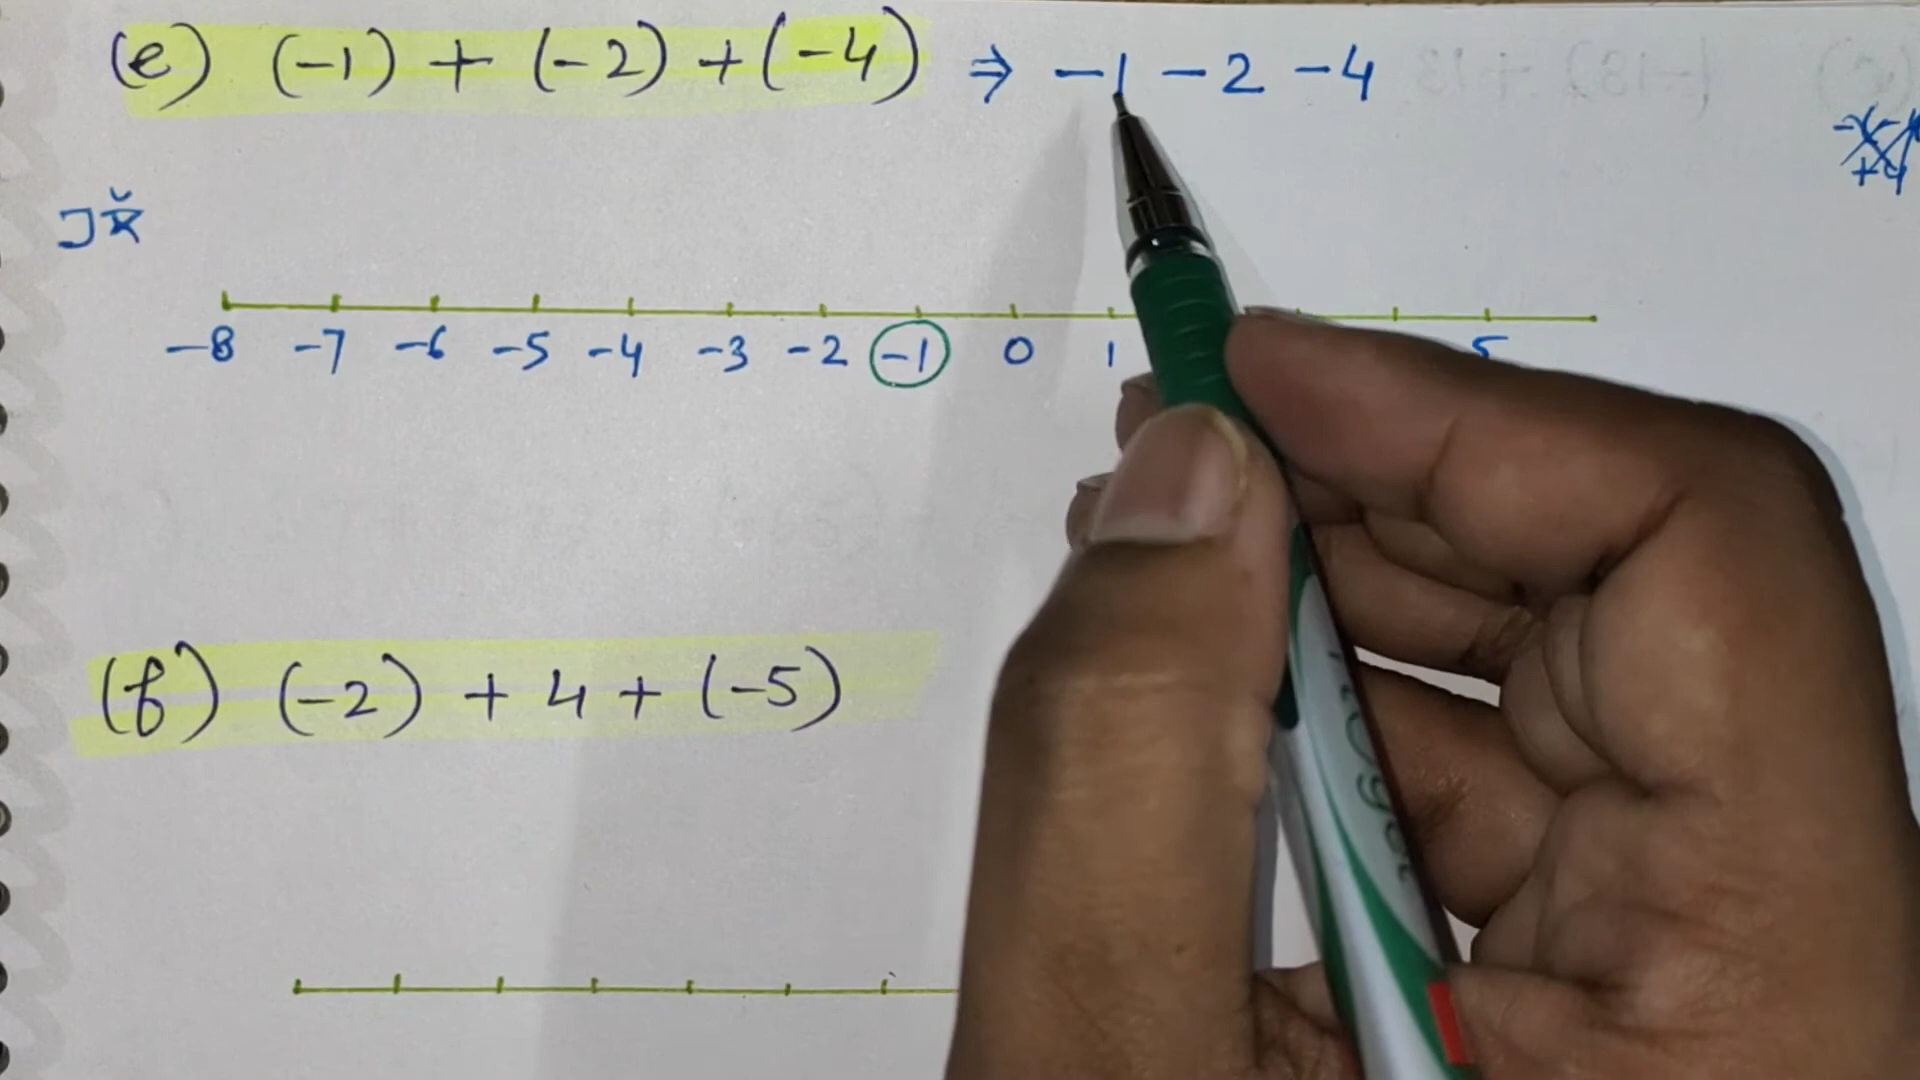 (e) (-1) + (-2) + (-4) ⇒ -1 -2 -4
-8 -7 -6 -5 -4 -3 -2 -1 0 1 5
(f) (-2) + 4 + (-5)